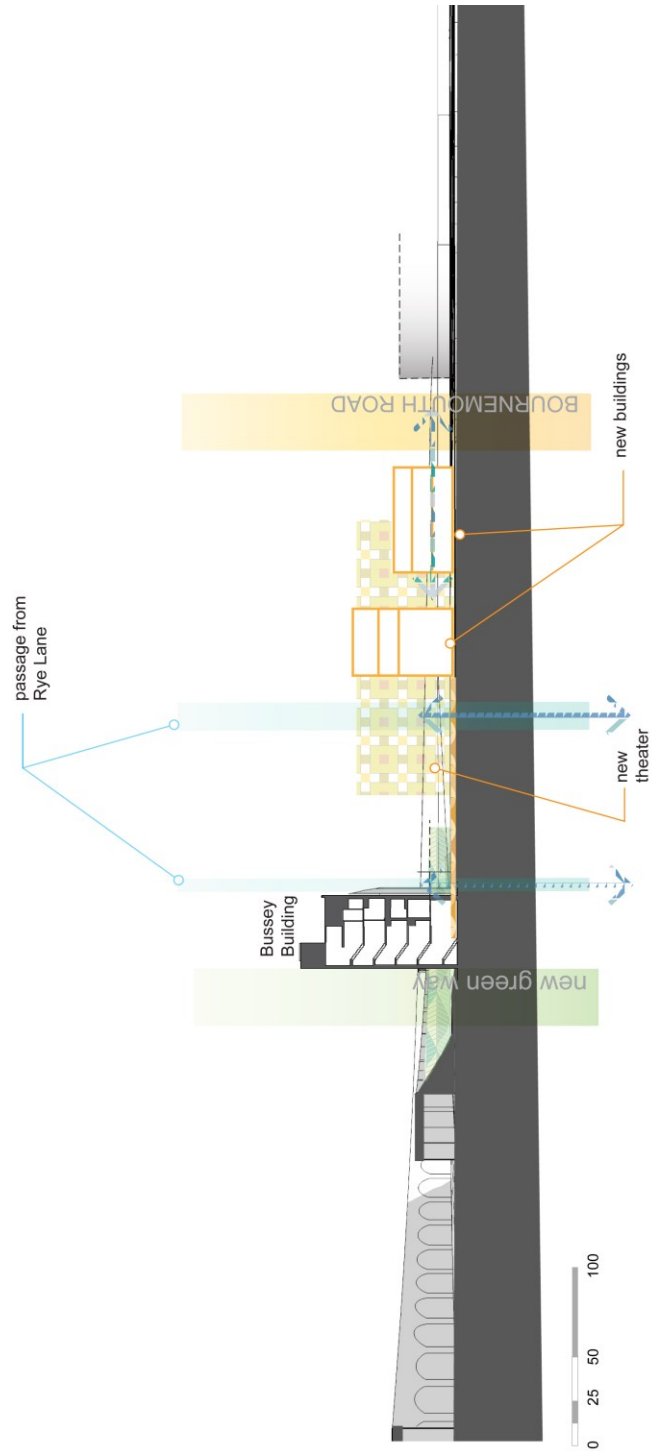 passage from
Rye Lane
Bussey
Building
new green way
BOURNEMOUTH ROAD
new
theater
new buildings
0 25 50 100